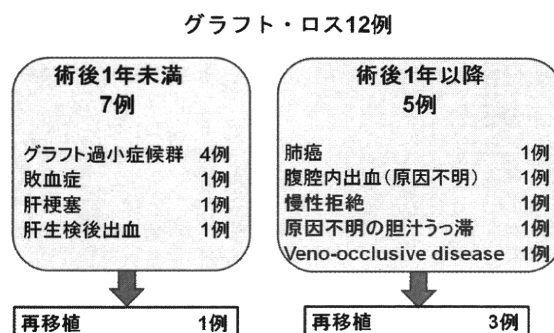 グラフト・ロス12例
術後1年未満
7例
グラフト過小症候群 4例
敗血症 1例
肝梗塞 1例
肝生検後出血 1例
再移植 1例
術後1年以降
5例
肺癌 1例
腹腔内出血(原因不明) 1例
慢性拒絶 1例
原因不明の胆汁うっ滞 1例
Veno-occlusive disease 1例
再移植 3例